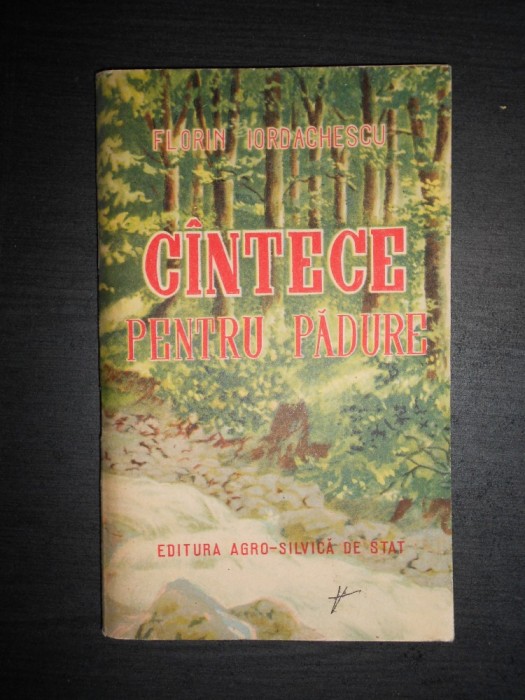 FLORIN IORDACHESCU
CÎNTECE
PENTRU PĂDURE
EDITURA AGRO-SILVICĂ DE STAT